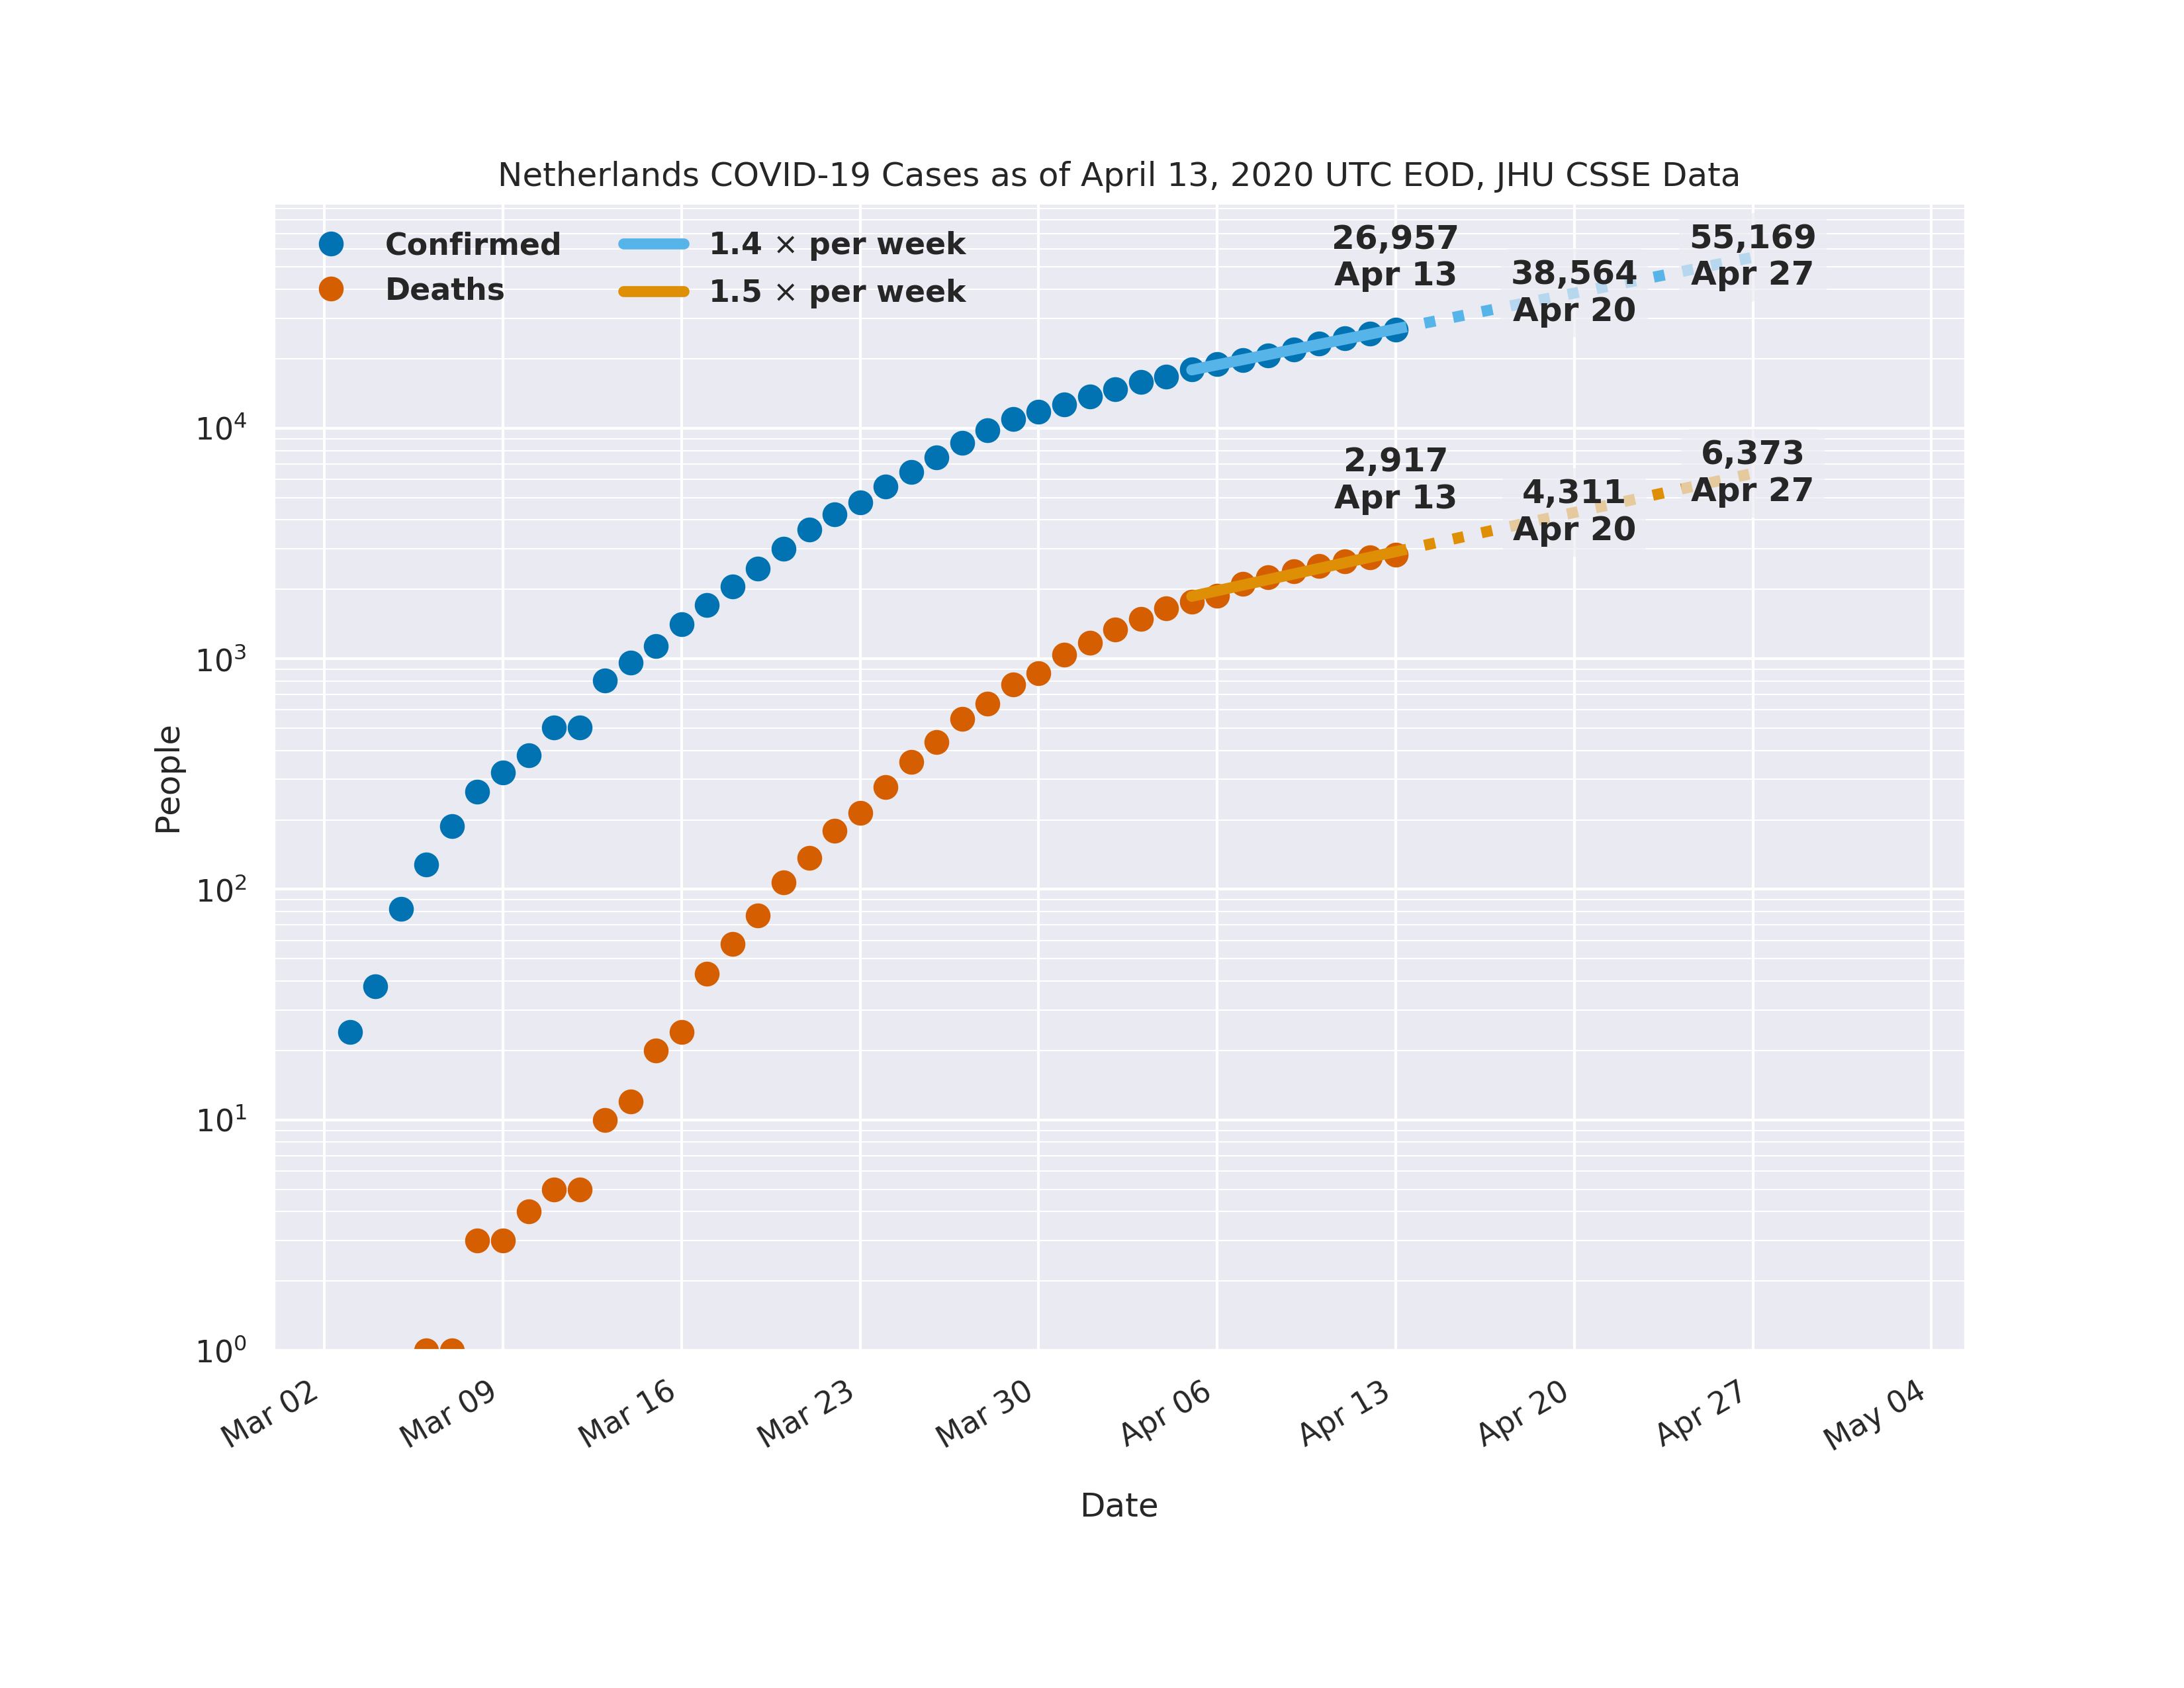 Netherlands COVID-19 Cases as of April 13, 2020 UTC EOD, JHU CSSE Data
Confirmed
Deaths
1.4 × per week
1.5 × per week
26,957
Apr 13
38,564
Apr 20
55,169
Apr 27
2,917
Apr 13
4,311
Apr 20
6,373
Apr 27
People
10⁴
10³
10²
10¹
10⁰
Mar 02
Mar 09
Mar 16
Mar 23
Mar 30
Apr 06
Apr 13
Apr 20
Apr 27
May 04
Date